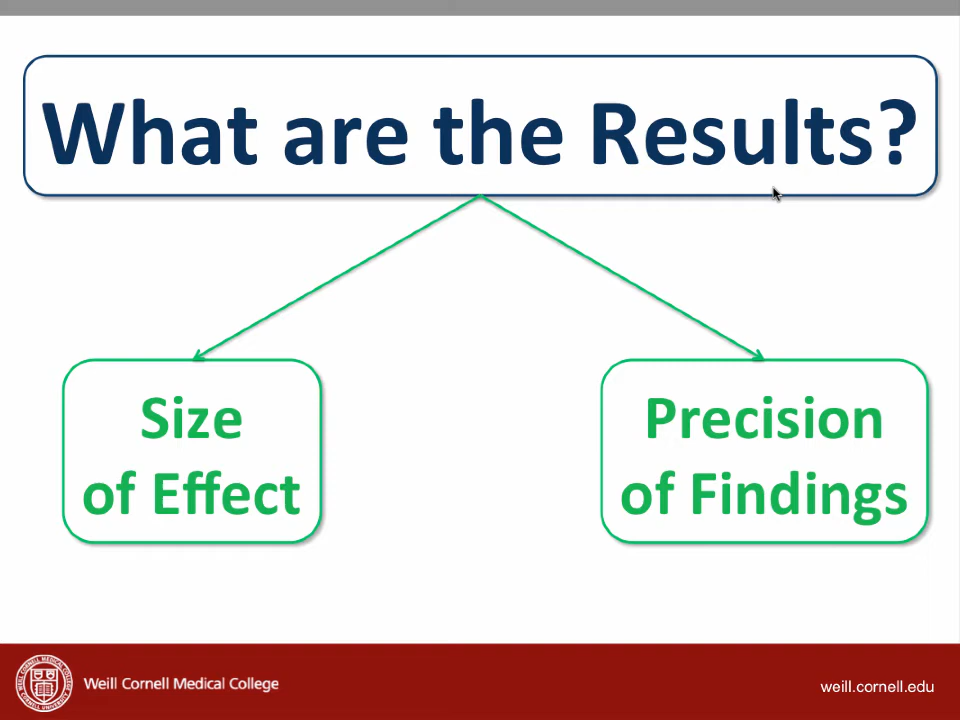 What are the Results?
Size
of Effect
Precision
of Findings
Weill Cornell Medical College
weill.cornell.edu